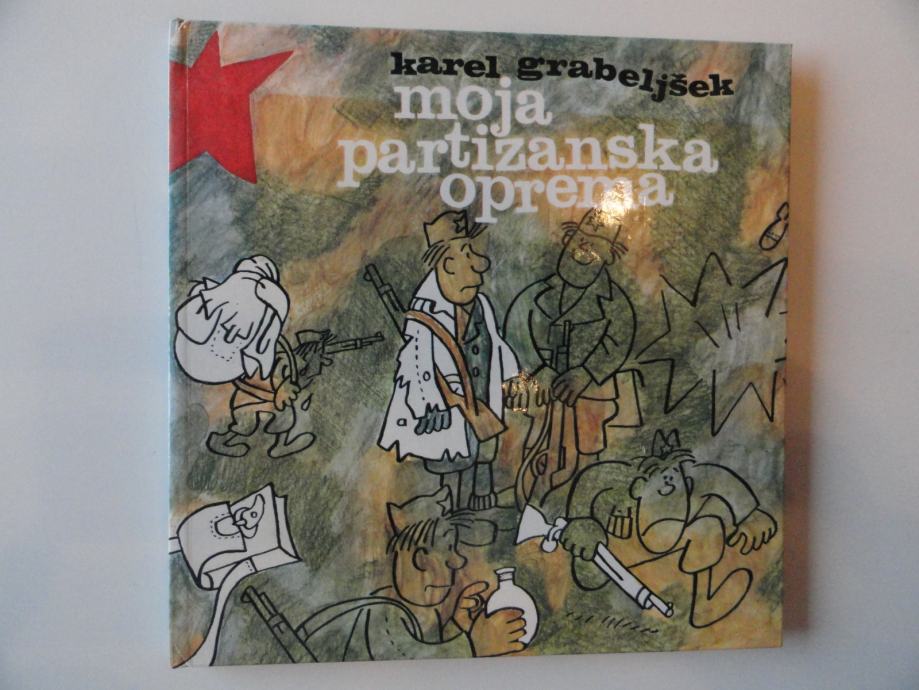 karel grabeljšek
moja
partizanska
oprema